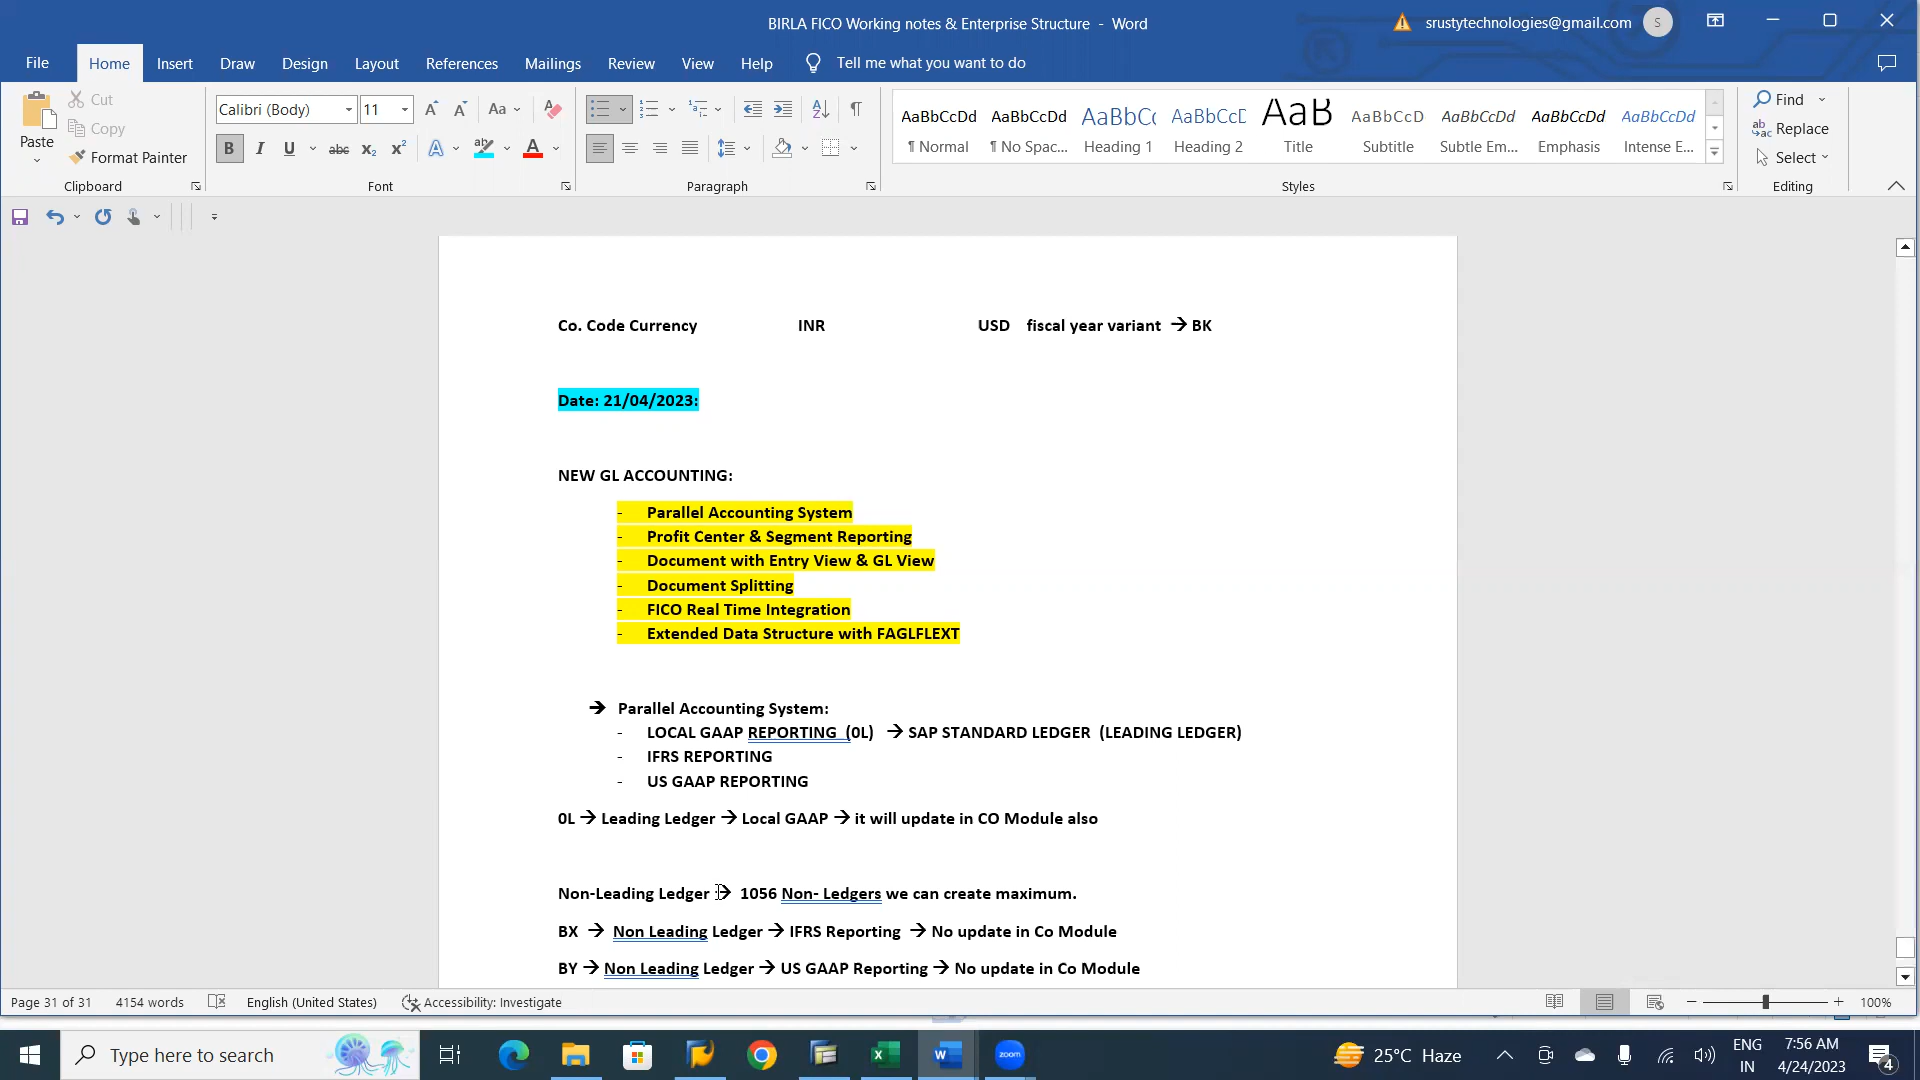 BIRLA FICO Working notes & Enterprise Structure - Word
srustytechnologies@gmail.com
S
File Home Insert Draw Design Layout References Mailings Review View Help Tell me what you want to do
Paste
Cut
Copy
Format Painter
Clipboard
Calibri (Body) 11
Font
Paragraph
AaBbCcDd AaBbCcDd AaBbCc AaBbCcD AaB AaBbCcD AaBbCcDd AaBbCcDd AaBbCcDd
¶ Normal ¶ No Spac... Heading 1 Heading 2 Title Subtitle Subtle Em... Emphasis Intense E...
Styles
Find
Replace
Select
Editing
Co. Code Currency INR USD fiscal year variant → BK
Date: 21/04/2023:
NEW GL ACCOUNTING:
- Parallel Accounting System
- Profit Center & Segment Reporting
- Document with Entry View & GL View
- Document Splitting
- FICO Real Time Integration
- Extended Data Structure with FAGLFLEXT
→ Parallel Accounting System:
- LOCAL GAAP REPORTING (0L) → SAP STANDARD LEDGER (LEADING LEDGER)
- IFRS REPORTING
- US GAAP REPORTING
0L → Leading Ledger → Local GAAP → it will update in CO Module also
Non-Leading Ledger → 1056 Non- Ledgers we can create maximum.
BX → Non Leading Ledger → IFRS Reporting → No update in Co Module
BY → Non Leading Ledger → US GAAP Reporting → No update in Co Module
Page 31 of 31 4154 words English (United States) Accessibility: Investigate 100%
Type here to search
zoom
25°C Haze
ENG
IN
7:56 AM
4/24/2023
4